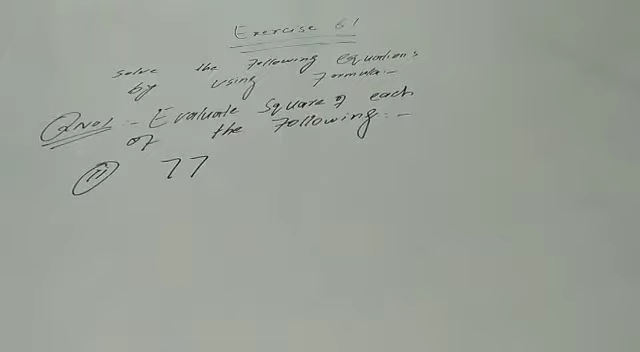 Exercise 6.1
Solve the Following equation's
by using Formula:-
Q No1 :- Evaluate Square of each
of the Following:-
(ii) 77